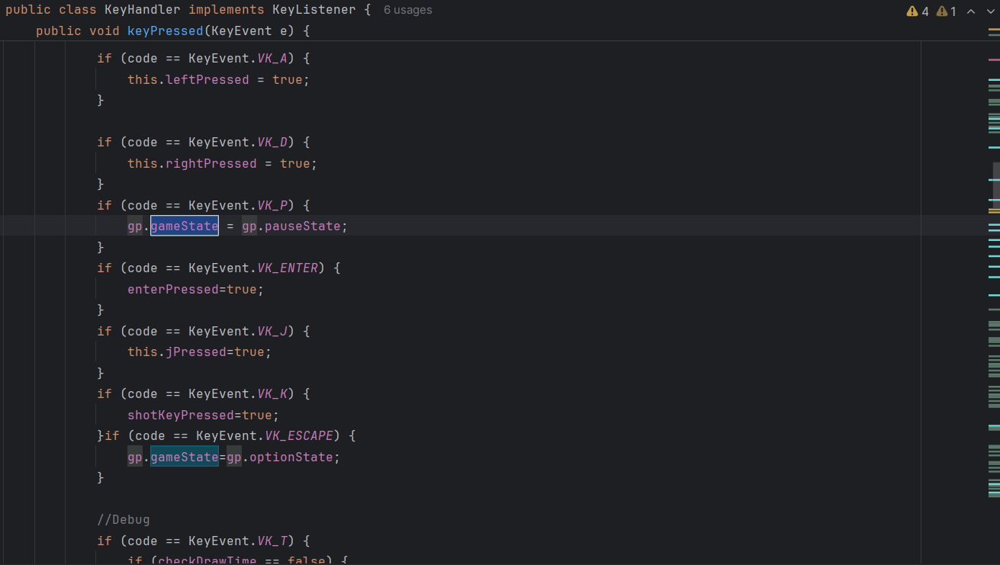 public class KeyHandler implements KeyListener {  6 usages
4 1
    public void keyPressed(KeyEvent e) {
            if (code == KeyEvent.VK_A) {
                this.leftPressed = true;
            }
            if (code == KeyEvent.VK_D) {
                this.rightPressed = true;
            }
            if (code == KeyEvent.VK_P) {
                gp.gameState = gp.pauseState;
            }
            if (code == KeyEvent.VK_ENTER) {
                enterPressed=true;
            }
            if (code == KeyEvent.VK_J) {
                this.jPressed=true;
            }
            if (code == KeyEvent.VK_K) {
                shotKeyPressed=true;
            }if (code == KeyEvent.VK_ESCAPE) {
                gp.gameState=gp.optionState;
            }
            //Debug
            if (code == KeyEvent.VK_T) {
                if (checkDrawTime == false) {